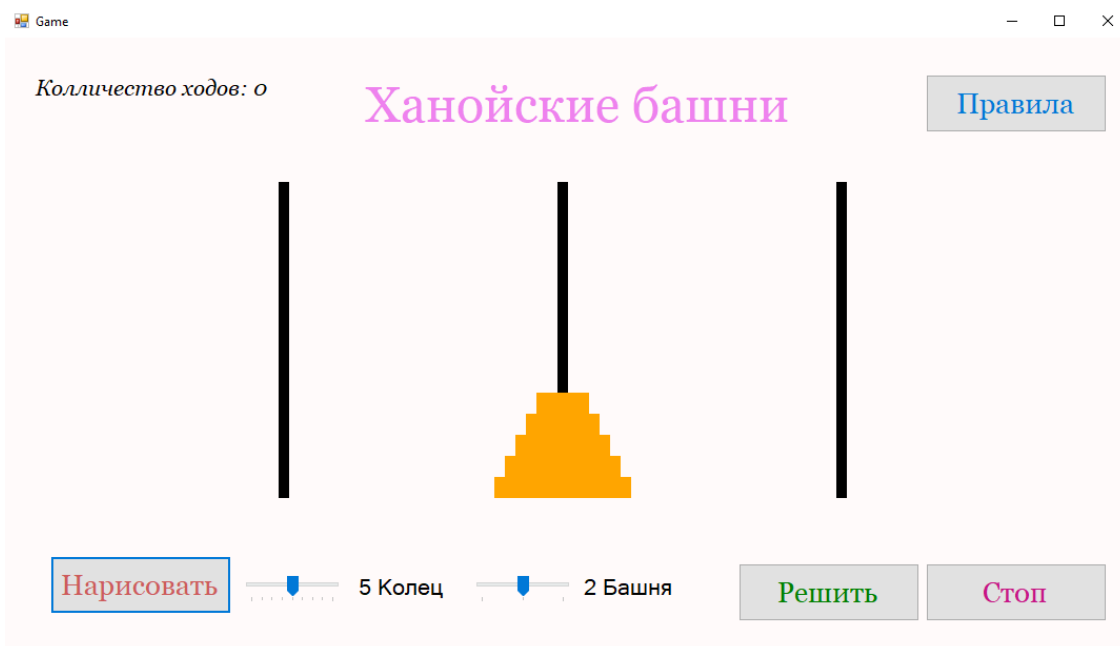 Game
Колличество ходов: 0
Ханойские башни
Правила
Нарисовать
5 Колец
2 Башня
Решить
Стоп